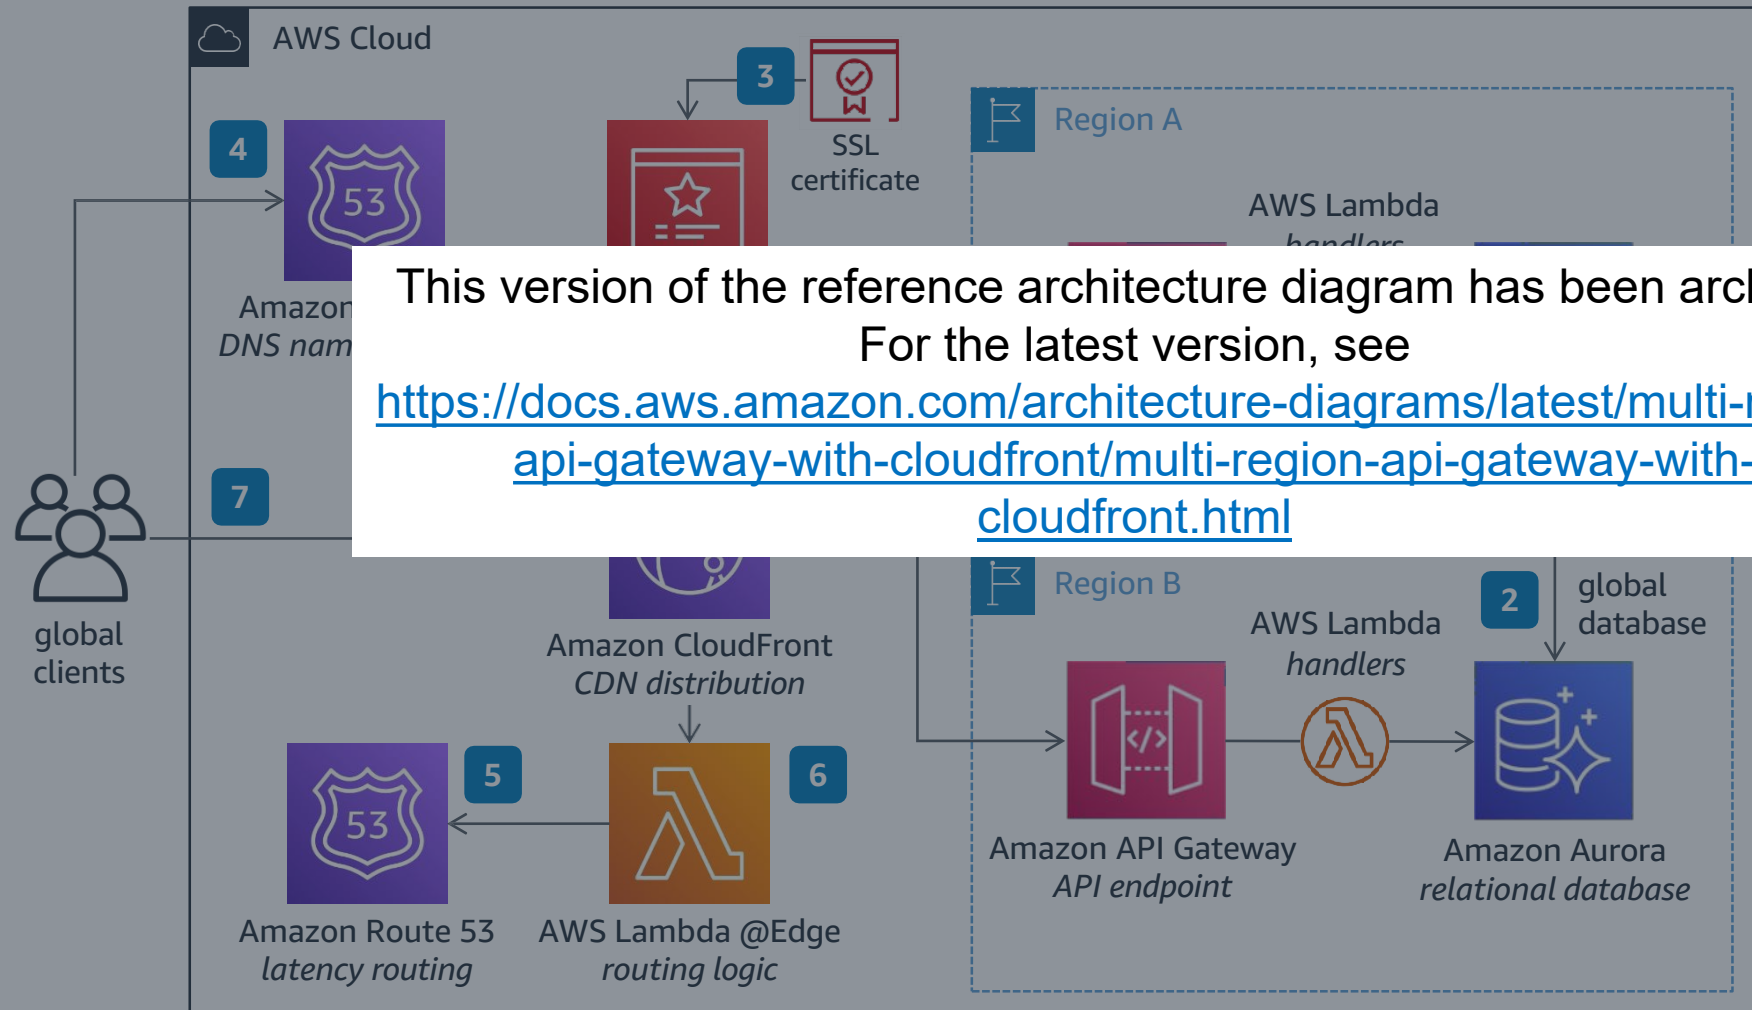 AWS Cloud
3
SSL
certificate
4
53
Region A
AWS Lambda
handlers
Amazon
DNS
This version of the reference architecture diagram has been
For the latest version, see
https://docs.aws.amazon.com/architecture-diagrams/latest/multi-
api-gateway-with-cloudfront/multi-region-api-gateway-with-
cloudfront.html
7
global
clients
Region B
2
global
database
AWS Lambda
handlers
Amazon CloudFront
CDN distribution
</>
53
5
6
Amazon API Gateway
API endpoint
Amazon Aurora
relational database
Amazon Route 53
latency routing
AWS Lambda @Edge
routing logic